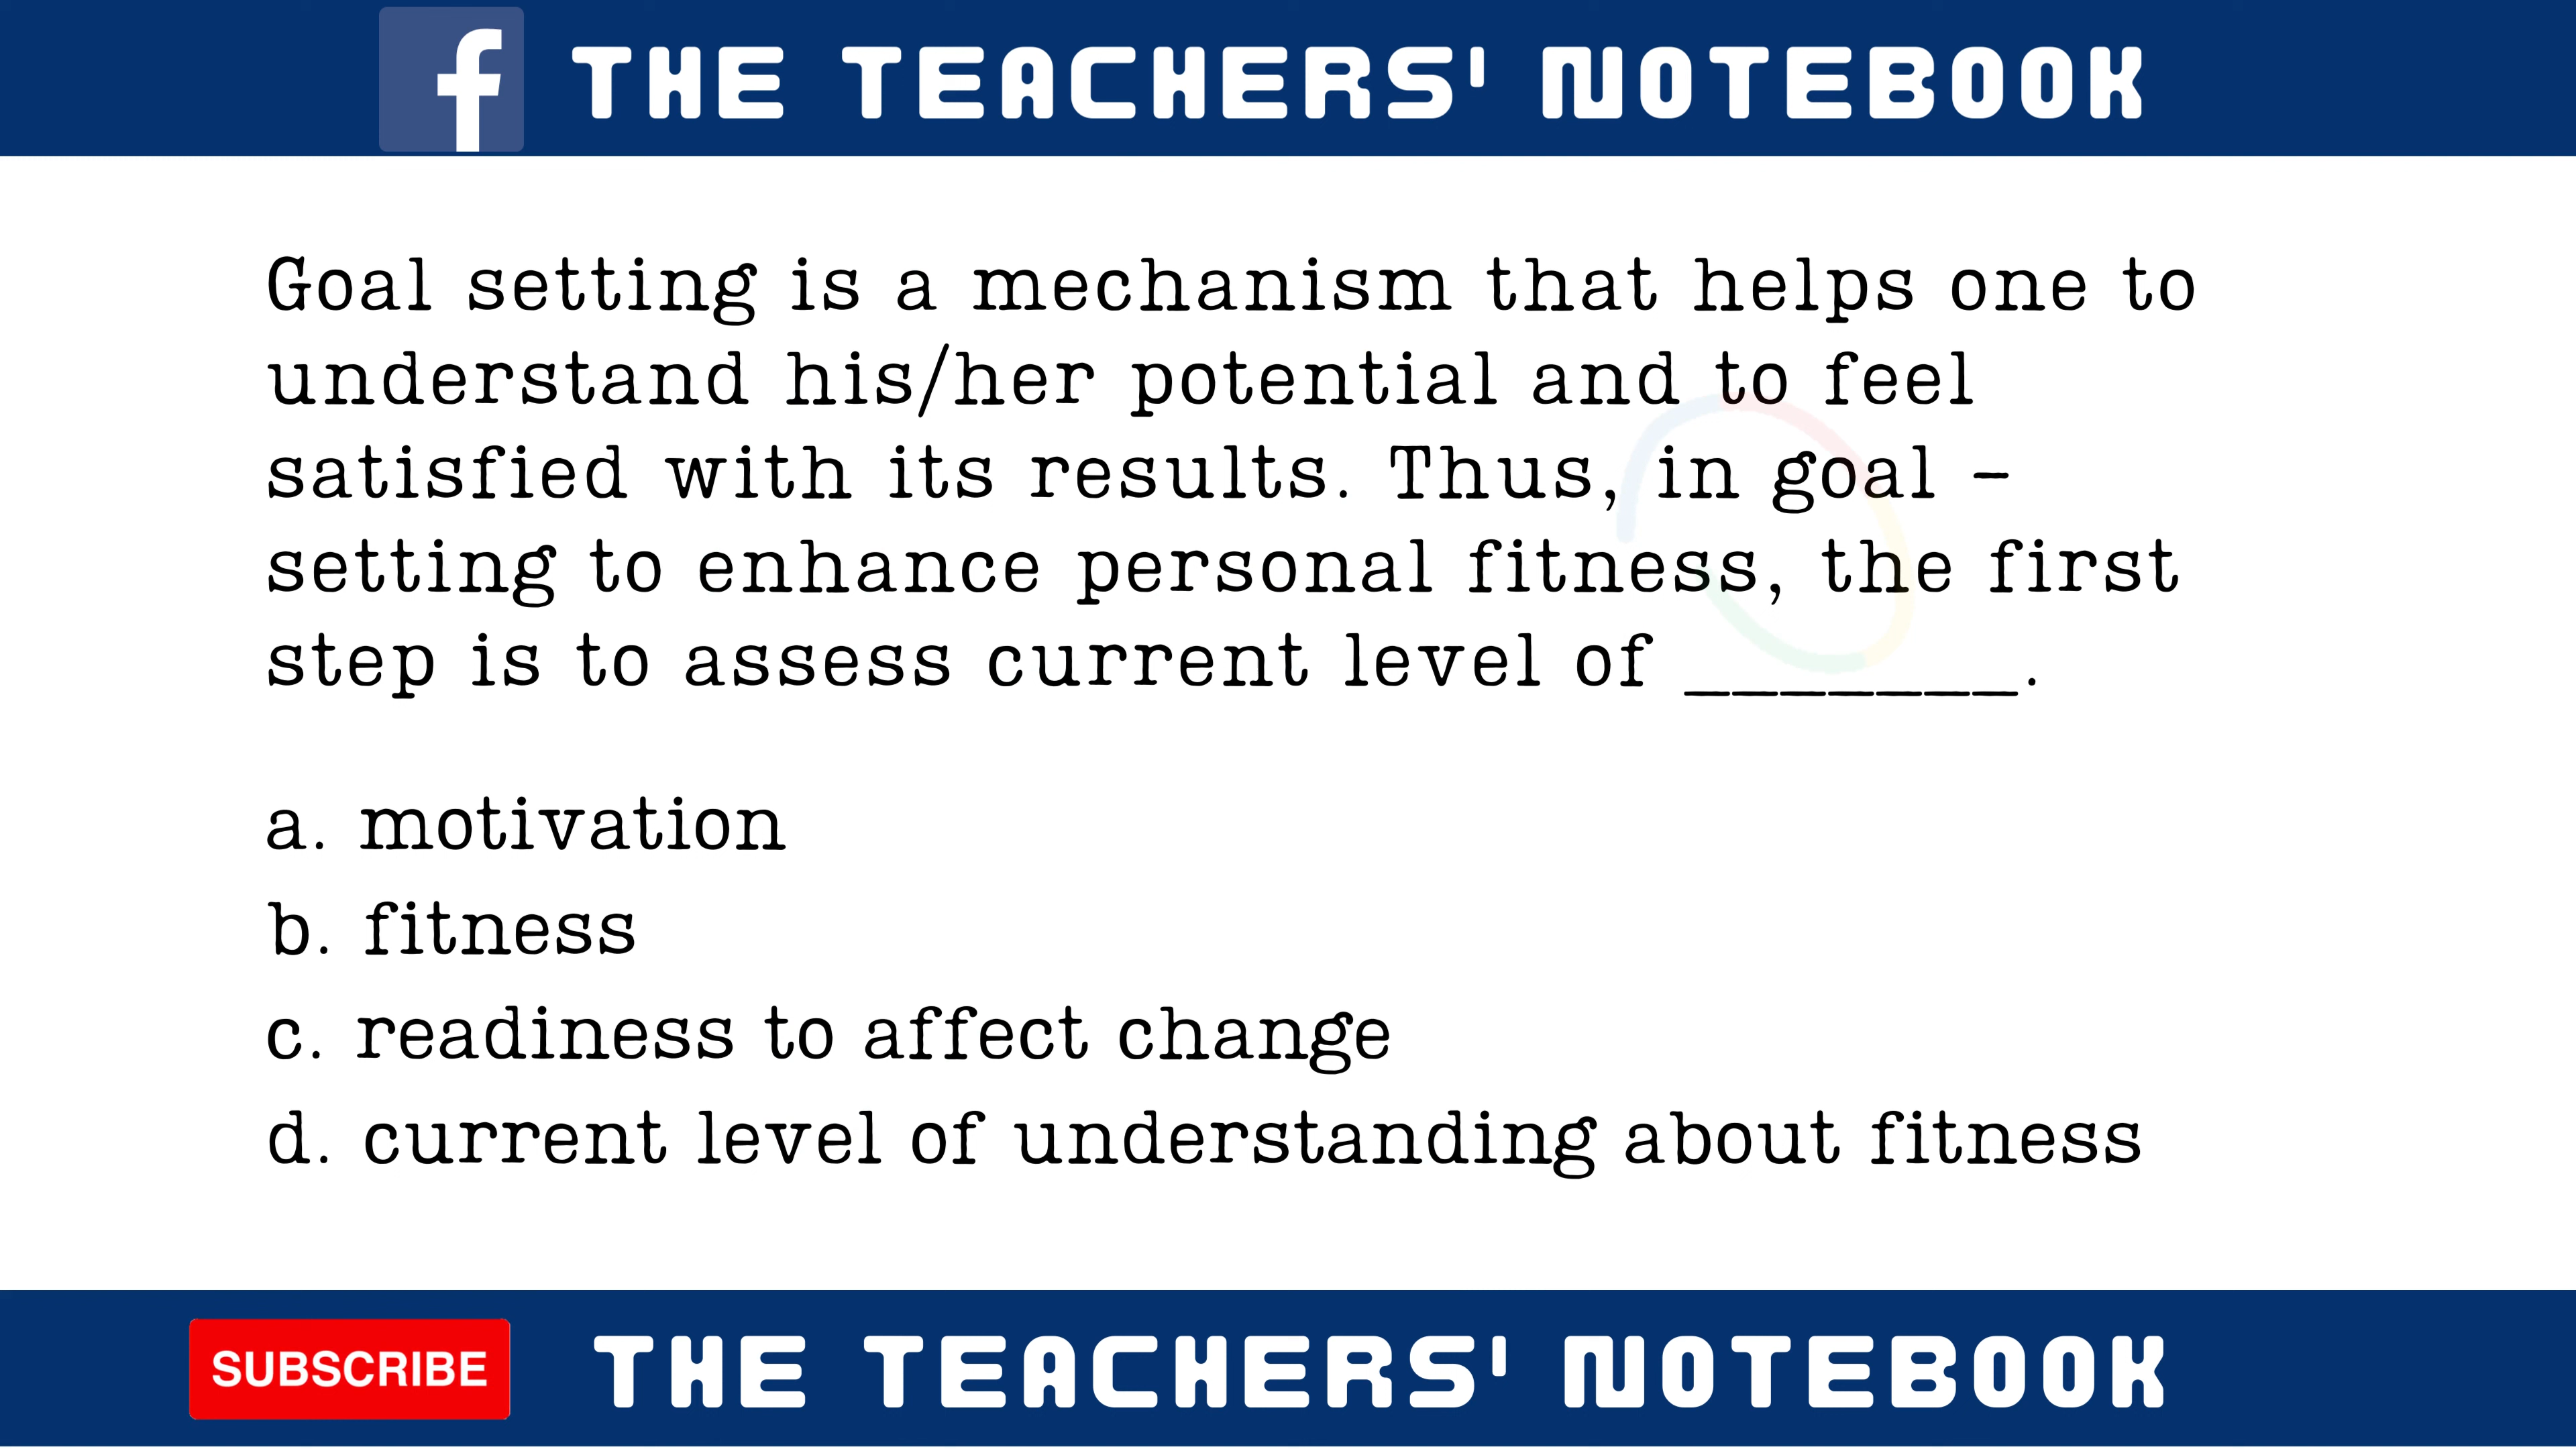 THE TEACHERS' NOTEBOOK
Goal setting is a mechanism that helps one to
understand his/her potential and to feel
satisfied with its results. Thus, in goal –
setting to enhance personal fitness, the first
step is to assess current level of _______.
a. motivation
b. fitness
c. readiness to affect change
d. current level of understanding about fitness
SUBSCRIBE THE TEACHERS' NOTEBOOK